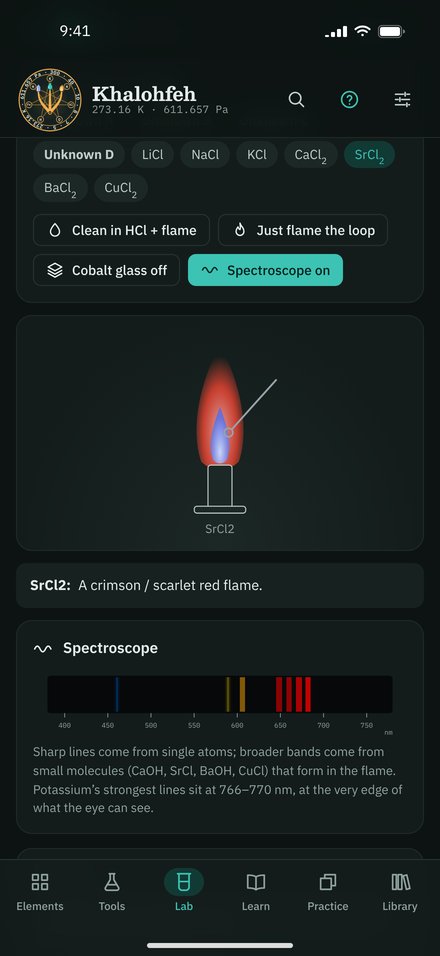 9:41
Khalohfeh
273.16 K · 611.657 Pa
Unknown D LiCl NaCl KCl CaCl2 SrCl2
BaCl2 CuCl2
Clean in HCl + flame Just flame the loop
Cobalt glass off Spectroscope on
SrCl2
SrCl2: A crimson / scarlet red flame.
Spectroscope
400 450 500 550 600 650 700 750
nm
Sharp lines come from single atoms; broader bands come from
small molecules (CaOH, SrCl, BaOH, CuCl) that form in the flame.
Potassium’s strongest lines sit at 766–770 nm, at the very edge of
what the eye can see.
Elements Tools Lab Learn Practice Library